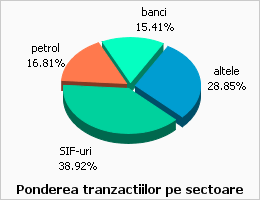 banci
15.41%
petrol
16.81%
altele
28.85%
SIF-uri
38.92%
Ponderea tranzactiilor pe sectoare